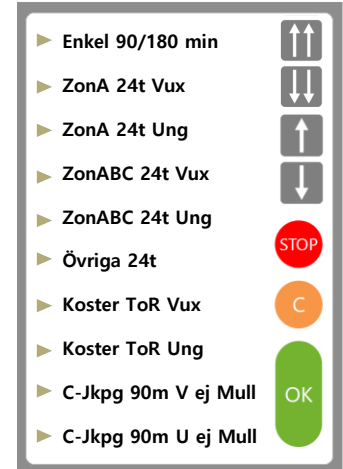 Enkel 90/180 min
ZonA 24t Vux
ZonA 24t Ung
ZonABC 24t Vux
ZonABC 24t Ung
Övriga 24t
Koster ToR Vux
Koster ToR Ung
C-Jkpg 90m V ej Mull
C-Jkpg 90m U ej Mull
STOP
C
OK